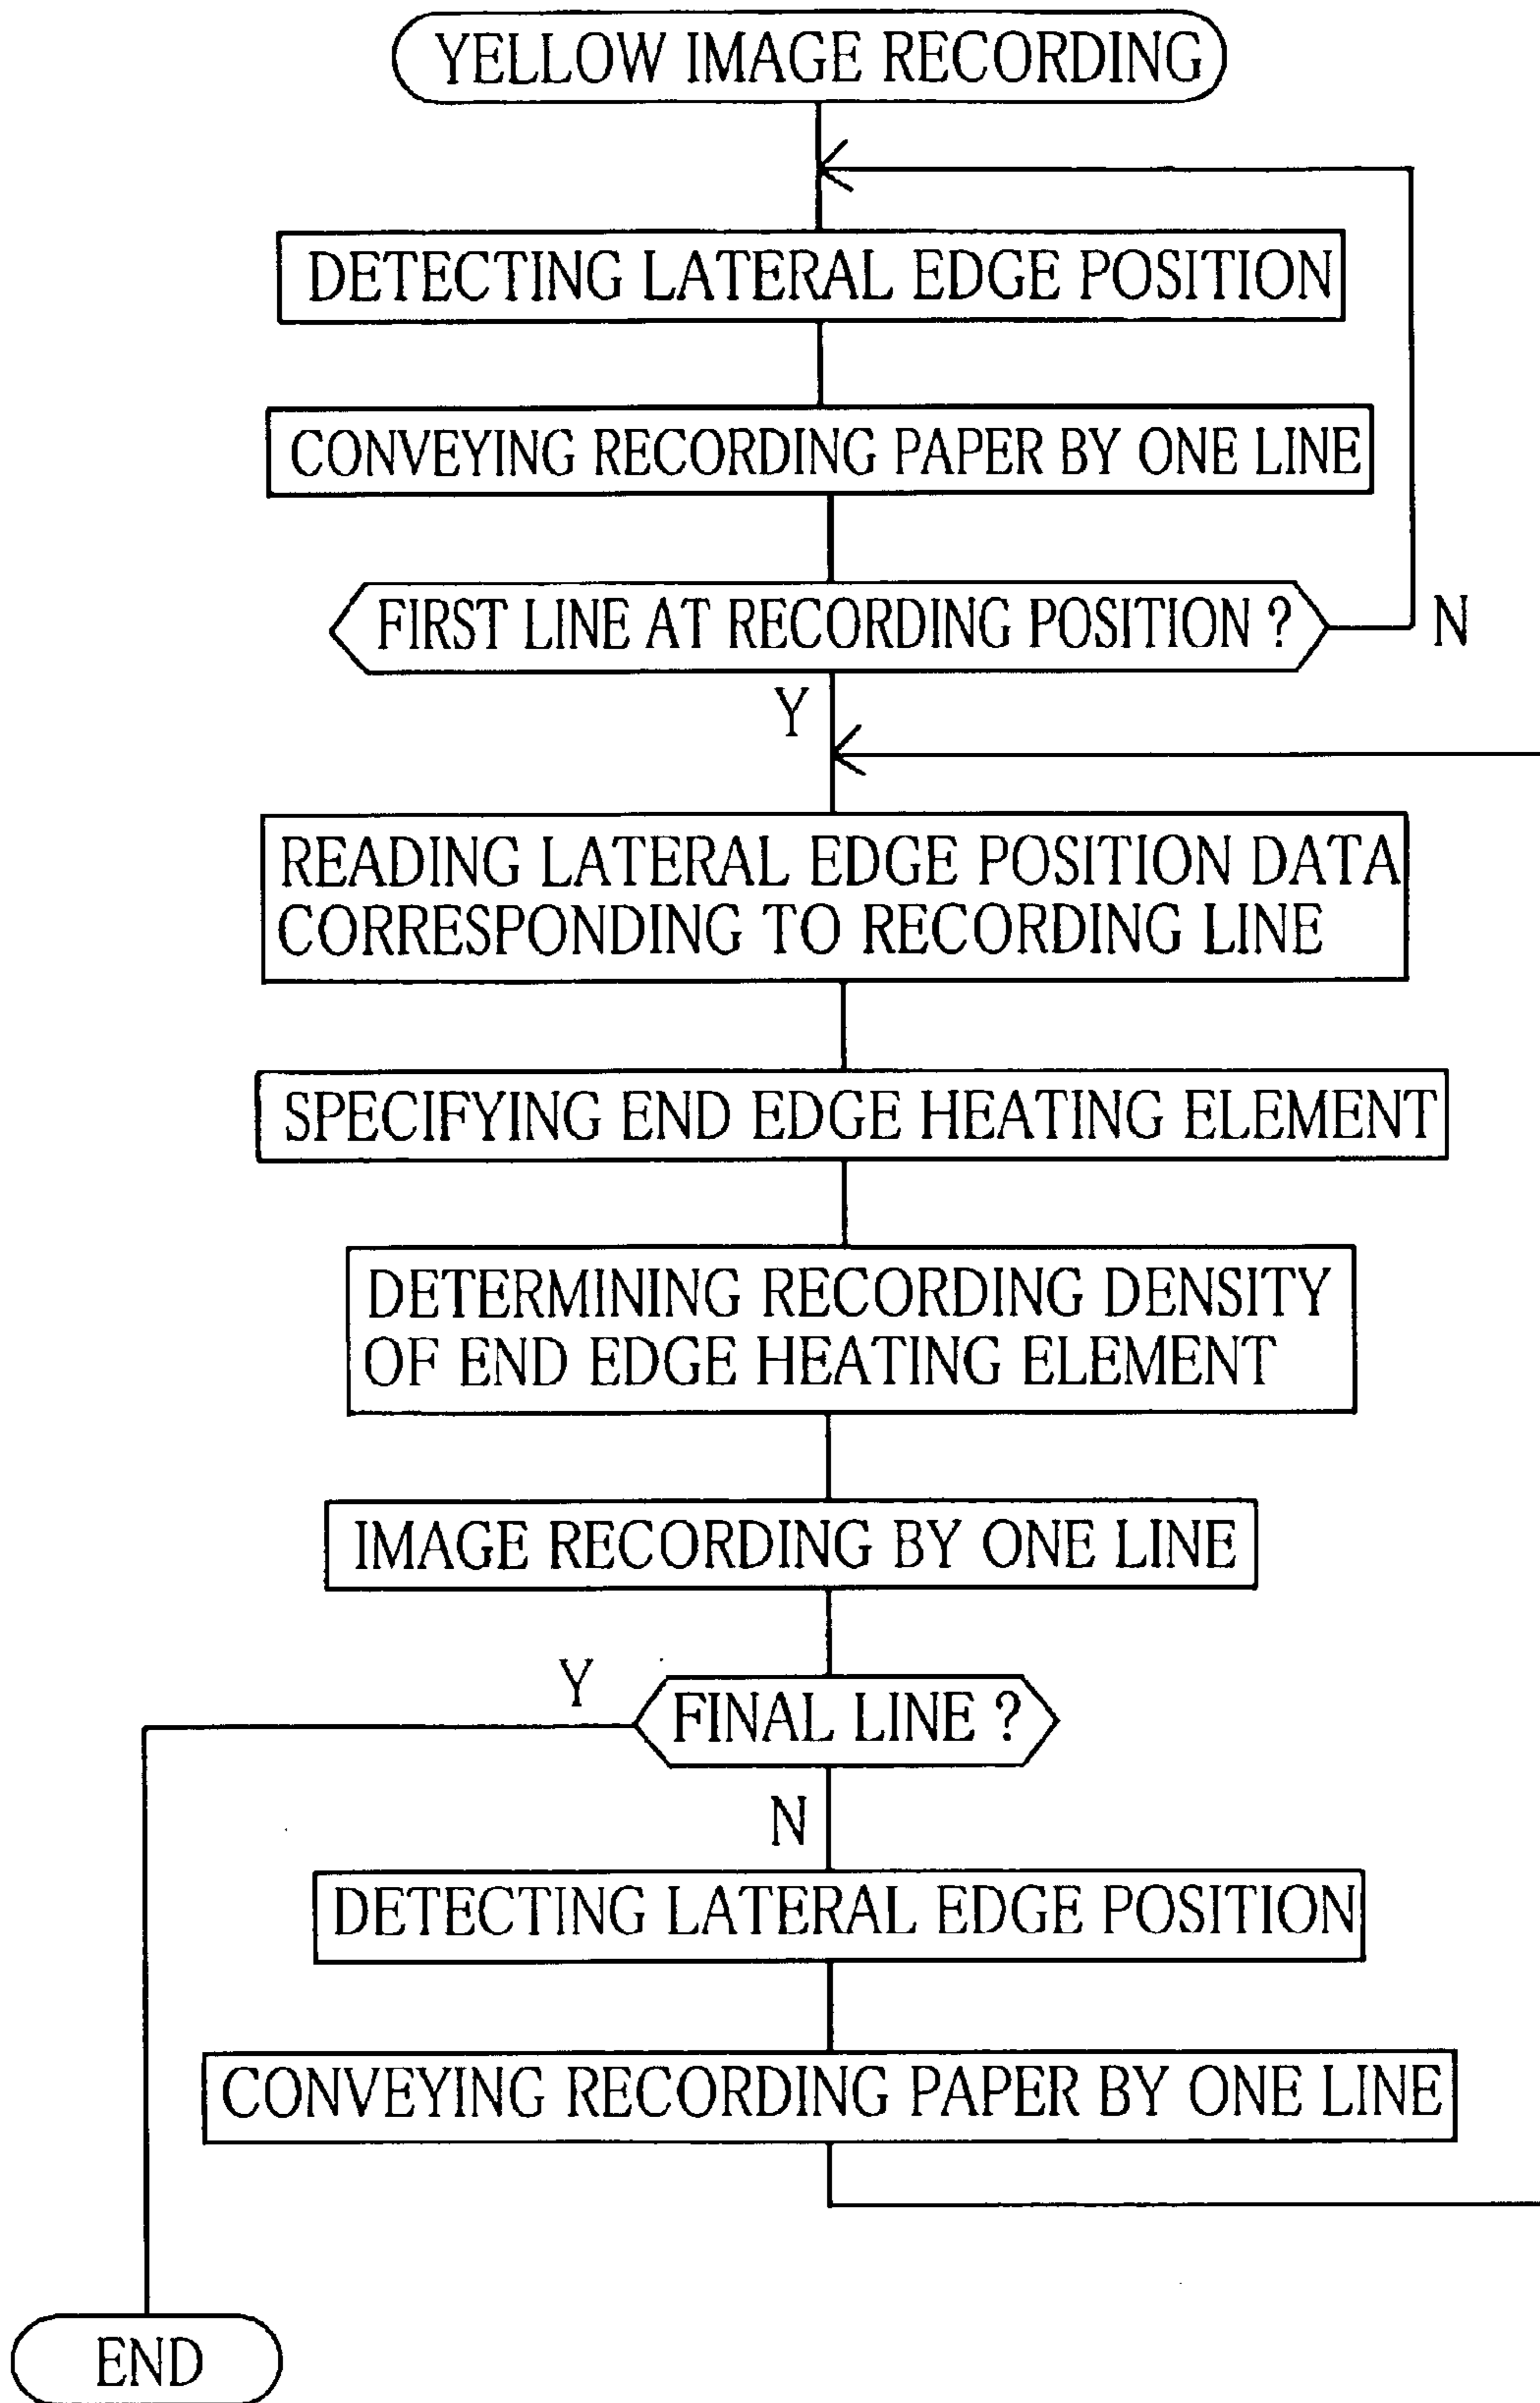 YELLOW IMAGE RECORDING
DETECTING LATERAL EDGE POSITION
CONVEYING RECORDING PAPER BY ONE LINE
FIRST LINE AT RECORDING POSITION ?
N
Y
READING LATERAL EDGE POSITION DATA
CORRESPONDING TO RECORDING LINE
SPECIFYING END EDGE HEATING ELEMENT
DETERMINING RECORDING DENSITY
OF END EDGE HEATING ELEMENT
IMAGE RECORDING BY ONE LINE
Y
FINAL LINE ?
N
DETECTING LATERAL EDGE POSITION
CONVEYING RECORDING PAPER BY ONE LINE
END